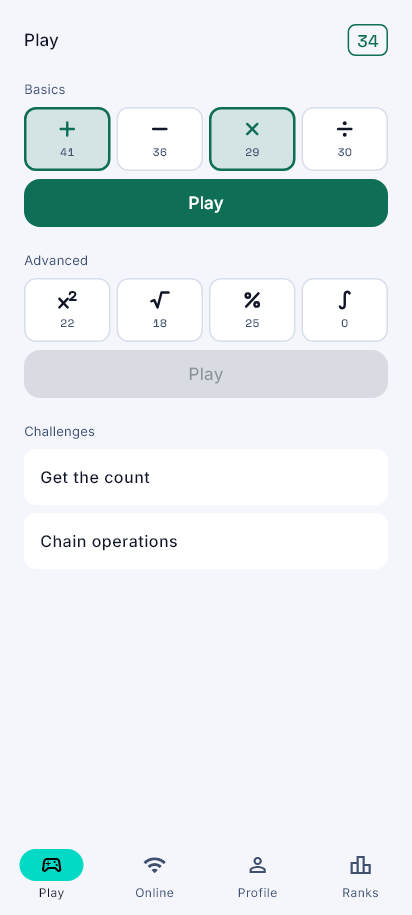 Play
34
Basics
+ − × ÷
41 36 29 30
Play
Advanced
x² √ % ∫
22 18 25 0
Play
Challenges
Get the count
Chain operations
Play Online Profile Ranks